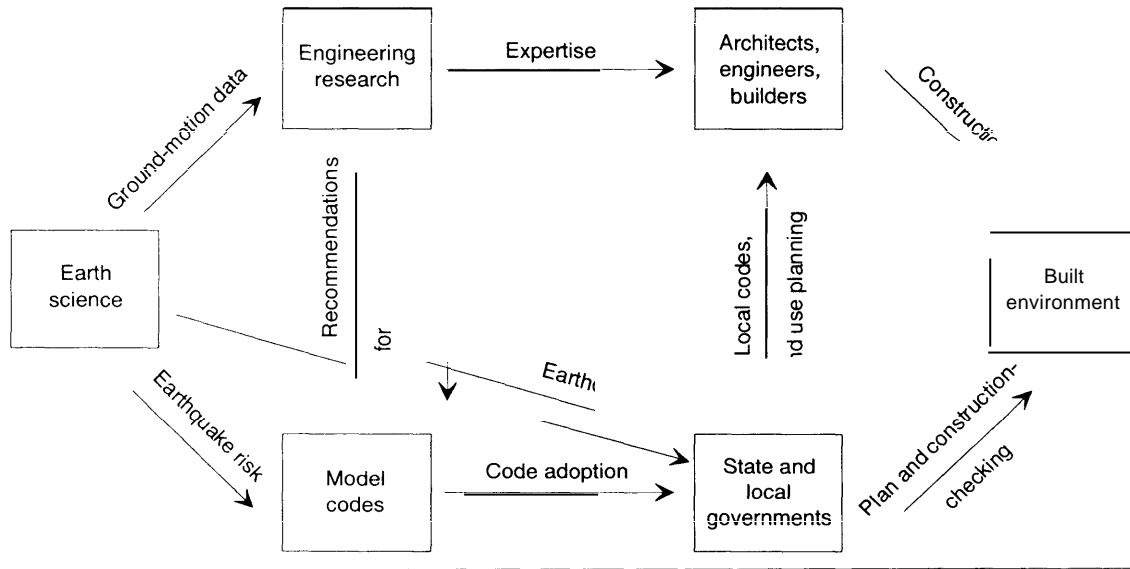 Engineering
research
Expertise
Architects,
engineers,
builders
Ground-motion data
Recommendations
for
Local codes,
use planning
Earth
science
Built
environment
Earthquake risk
Model
codes
Code adoption
State and
local
governments
Plan and construction-
checking